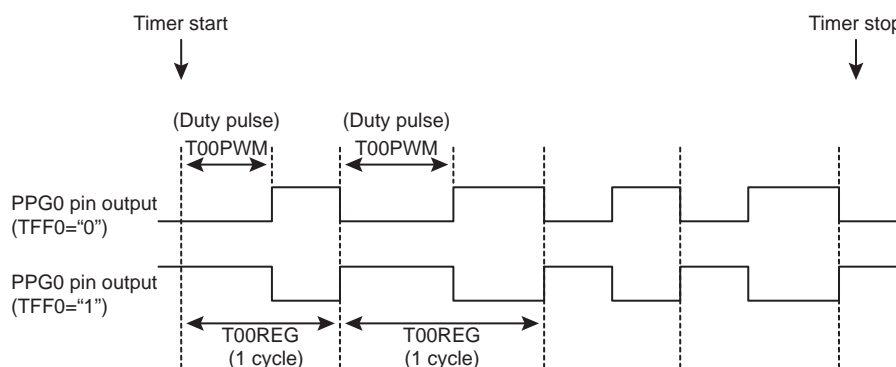 Timer start
Timer stop
(Duty pulse)
(Duty pulse)
T00PWM
T00PWM
PPG0 pin output
(TFF0=“0”)
PPG0 pin output
(TFF0=“1”)
T00REG
(1 cycle)
T00REG
(1 cycle)